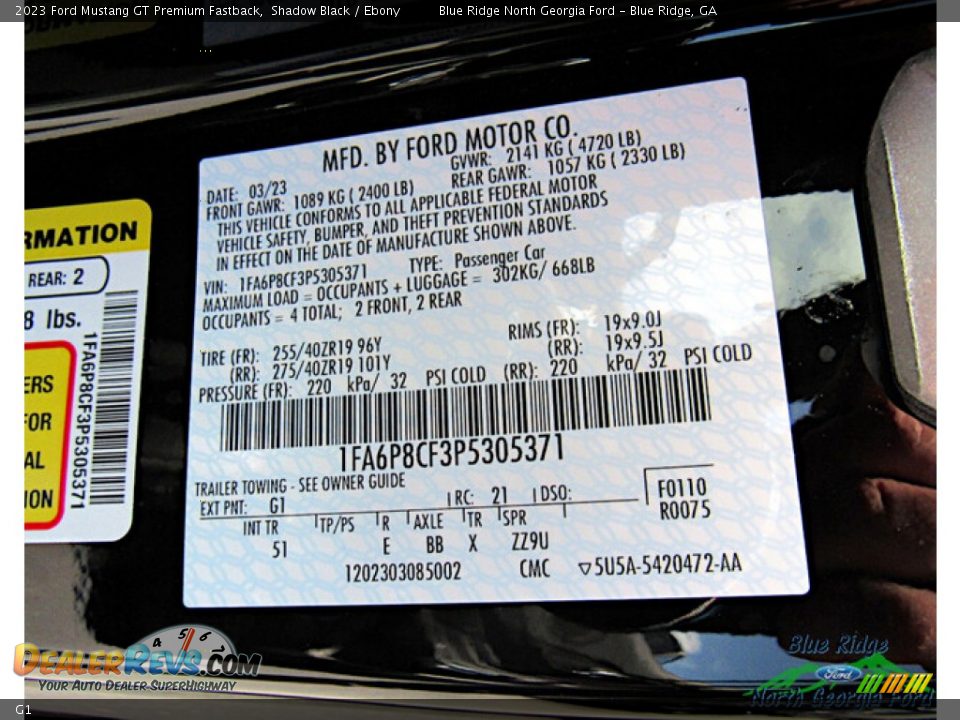 2023 Ford Mustang GT Premium Fastback,  Shadow Black / Ebony  Blue Ridge North Georgia Ford - Blue Ridge, GA
...
MFD. BY FORD MOTOR CO.
DATE: 03/23 GVWR: 2141 KG ( 4720 LB)
FRONT GAWR: 1089 KG ( 2400 LB) REAR GAWR: 1057 KG ( 2330 LB)
THIS VEHICLE CONFORMS TO ALL APPLICABLE FEDERAL MOTOR
VEHICLE SAFETY, BUMPER, AND THEFT PREVENTION STANDARDS
IN EFFECT ON THE DATE OF MANUFACTURE SHOWN ABOVE.
VIN: 1FA6P8CF3P5305371 TYPE: Passenger Car
MAXIMUM LOAD = OCCUPANTS + LUGGAGE = 302KG/ 668LB
OCCUPANTS = 4 TOTAL; 2 FRONT, 2 REAR
TIRE (FR): 255/40ZR19 96Y RIMS (FR): 19x9.0J
(RR): 275/40ZR19 101Y (RR): 19x9.5J
PRESSURE (FR): 220 kPa/ 32 PSI COLD (RR): 220 kPa/ 32 PSI COLD
1FA6P8CF3P5305371
TRAILER TOWING - SEE OWNER GUIDE
EXT PNT: G1 RC: 21 DSO: F0110
R0075
INT TR TP/PS R AXLE TR SPR
51 E BB X ZZ9U
1202303085002 CMC ▽5U5A-5420472-AA
RMATION
REAR: 2
8 lbs.
ERS
FOR
AL
ION
1FA6P8CF3P5305371
4 5 6
DEALERREVS.COM
YOUR AUTO DEALER SUPERHIGHWAY
Blue Ridge
Ford
North Georgia Ford
G1